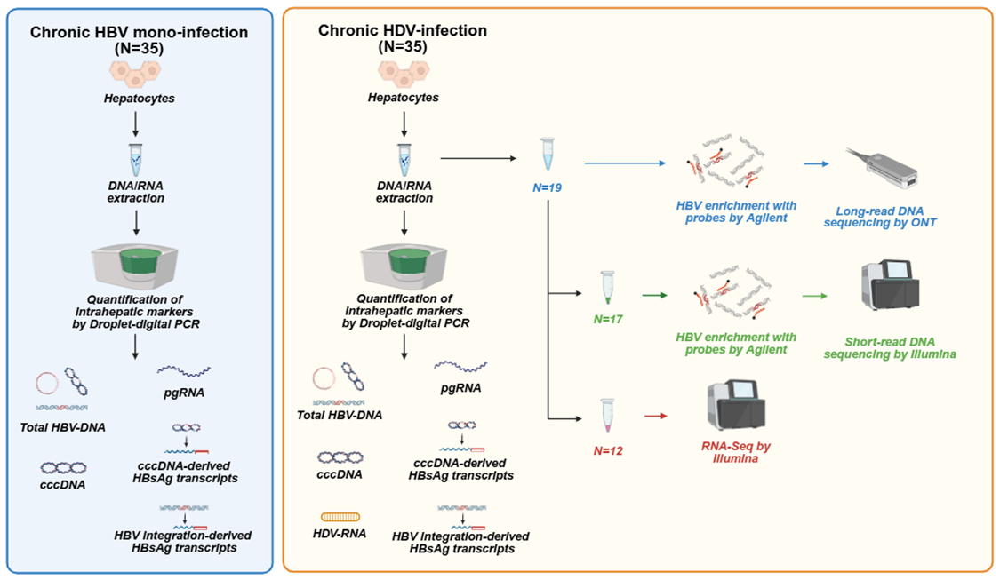 Chronic HBV mono-infection
(N=35)
Hepatocytes
DNA/RNA
extraction
Quantification of
Intrahepatic markers
by Droplet-digital PCR
Total HBV-DNA
pgRNA
cccDNA
cccDNA-derived
HBsAg transcripts
HBV Integration-derived
HBsAg transcripts
Chronic HDV-infection
(N=35)
Hepatocytes
DNA/RNA
extraction
Quantification of
Intrahepatic markers
by Droplet-digital PCR
Total HBV-DNA
pgRNA
cccDNA
cccDNA-derived
HBsAg transcripts
HDV-RNA
HBV Integration-derived
HBsAg transcripts
N=19
HBV enrichment with
probes by Agilent
Long-read DNA
sequencing by ONT
N=17
HBV enrichment with
probes by Agilent
Short-read DNA
sequencing by Illumina
N=12
RNA-Seq by
Illumina